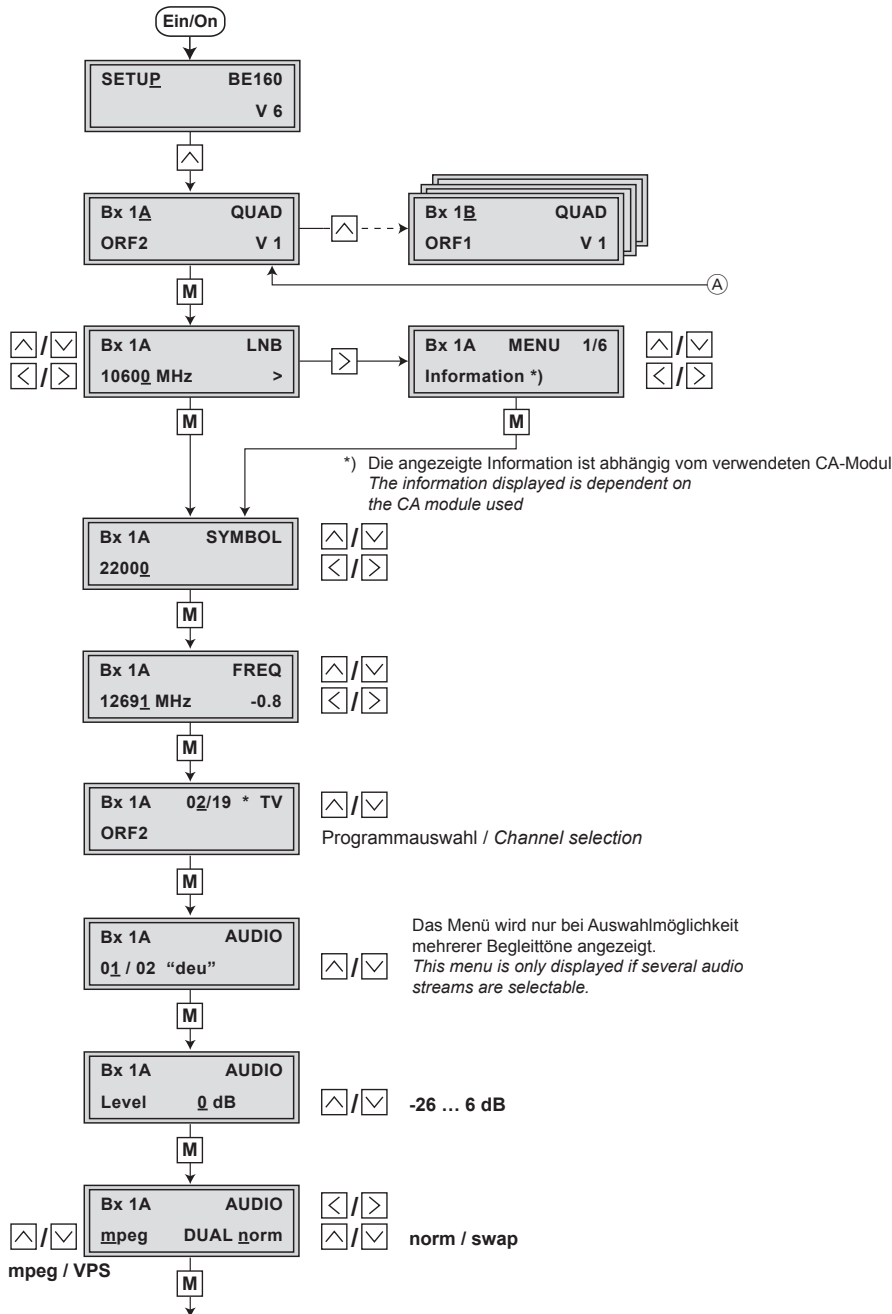 Ein/On
SETUP BE160
V 6
Bx 1A QUAD
ORF2 V 1
Bx 1B QUAD
ORF1 V 1
A
M
Bx 1A LNB
10600 MHz >
Bx 1A MENU 1/6
Information *)
/
< / >
>
/
< / >
M
M
*) Die angezeigte Information ist abhängig vom verwendeten CA-Modul
The information displayed is dependent on
the CA module used
Bx 1A SYMBOL
22000
/
< / >
M
Bx 1A FREQ
12691 MHz -0.8
/
< / >
M
Bx 1A 02/19 * TV
ORF2
/
Programmauswahl / Channel selection
M
Bx 1A AUDIO
01 / 02 “deu”
/
Das Menü wird nur bei Auswahlmöglichkeit
mehrerer Begleittöne angezeigt.
This menu is only displayed if several audio
streams are selectable.
M
Bx 1A AUDIO
Level 0 dB
/
-26 … 6 dB
M
Bx 1A AUDIO
mpeg DUAL norm
< / >
/
norm / swap
/
mpeg / VPS
M